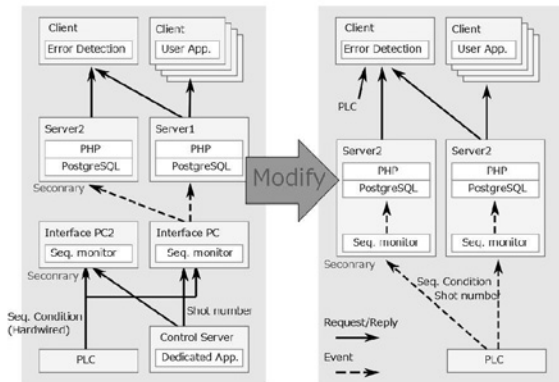 Client
Error Detection
Client
User App.
Server2
PHP
PostgreSQL
Server1
PHP
PostgreSQL
Seconrary
Interface PC2
Seq. monitor
Interface PC
Seq. monitor
Seconrary
Seq. Condition
(Hardwired)
Shot number
PLC
Control Server
Dedicated App.
Modify
Client
Error Detection
Client
User App.
PLC
Server2
PHP
PostgreSQL
Seq. monitor
Server2
PHP
PostgreSQL
Seq. monitor
Seconrary
Seq. Condition
Shot number
Request/Reply
Event
PLC